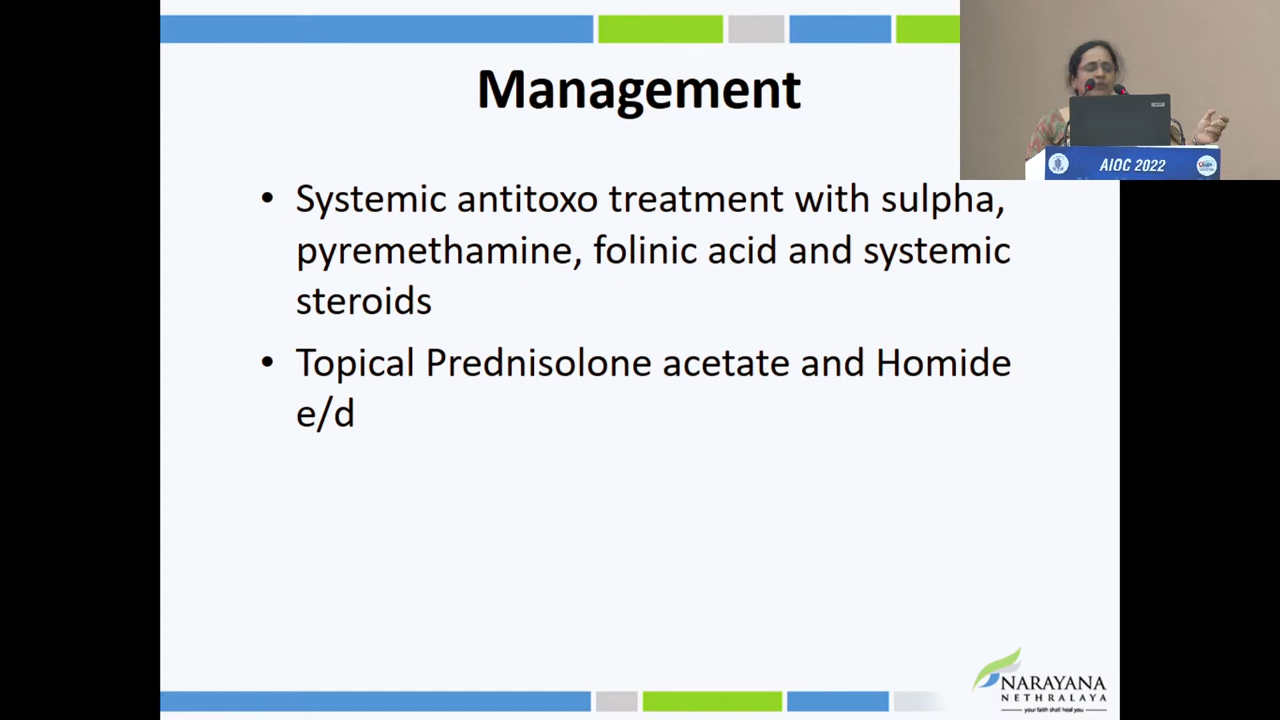 Management
AIOC 2022
• Systemic antitoxo treatment with sulpha,
pyremethamine, folinic acid and systemic
steroids
• Topical Prednisolone acetate and Homide
e/d
NARAYANA
NETHRALAYA
your faith shall heal you